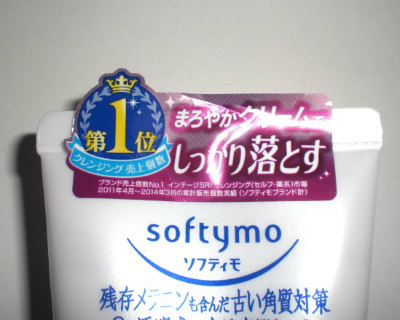 第1位
クレンジング 売上個数
まろやかクリームで
しっかり落とす
ブランド売上個数No.1 インテージSRI クレンジング(セルフ・薬系)市場
2011年4月～2014年3月の累計販売個数実績 (ソフティモブランド計)
softymo
ソフティモ
残存メラニンも含んだ古い角質対策